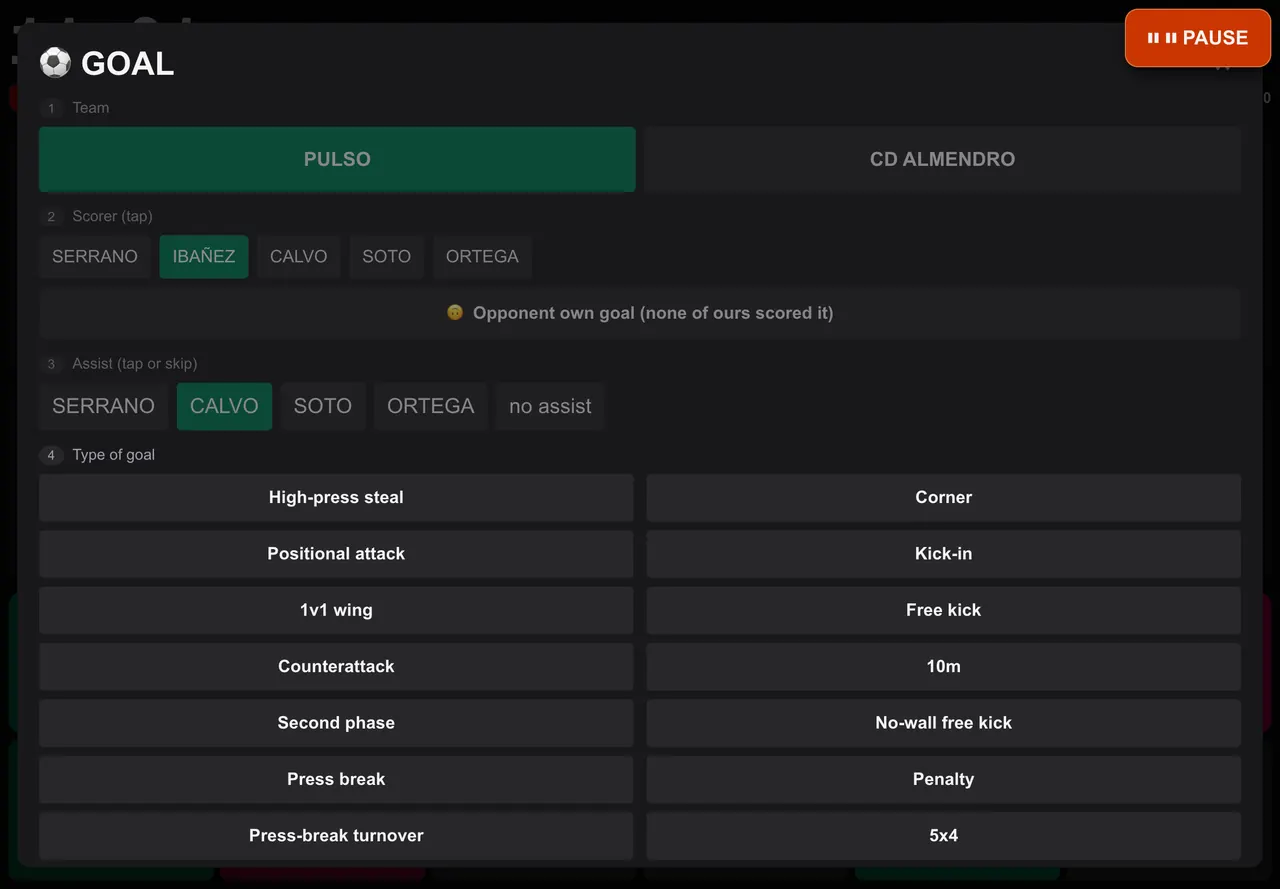 PAUSE
⚽ GOAL
1 Team
PULSO CD ALMENDRO
2 Scorer (tap)
SERRANO IBAÑEZ CALVO SOTO ORTEGA
🙃 Opponent own goal (none of ours scored it)
3 Assist (tap or skip)
SERRANO CALVO SOTO ORTEGA no assist
4 Type of goal
High-press steal Corner
Positional attack Kick-in
1v1 wing Free kick
Counterattack 10m
Second phase No-wall free kick
Press break Penalty
Press-break turnover 5x4